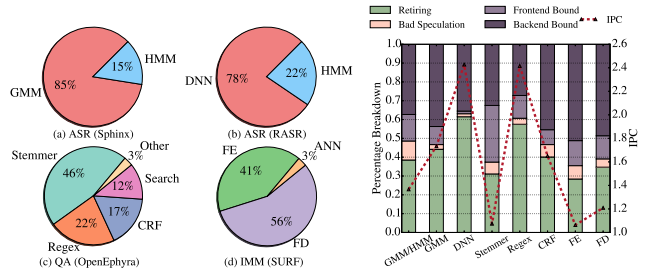 GMM
85%
15%
HMM
(a) ASR (Sphinx)
DNN
78%
22%
HMM
(b) ASR (RASR)
Stemmer
46%
Other
3%
Search
12%
17%
CRF
22%
Regex
(c) QA (OpenEphyra)
FE
41%
ANN
3%
56%
FD
(d) IMM (SURF)
Retiring
Bad Speculation
Frontend Bound
Backend Bound
IPC
Percentage Breakdown
1.0
0.9
0.8
0.7
0.6
0.5
0.4
0.3
0.2
0.1
0.0
2.6
2.4
2.2
2.0
1.8
1.6
1.4
1.2
1.0
IPC
GMM/HMM
GMM
DNN
Stemmer
Regex
CRF
FE
FD